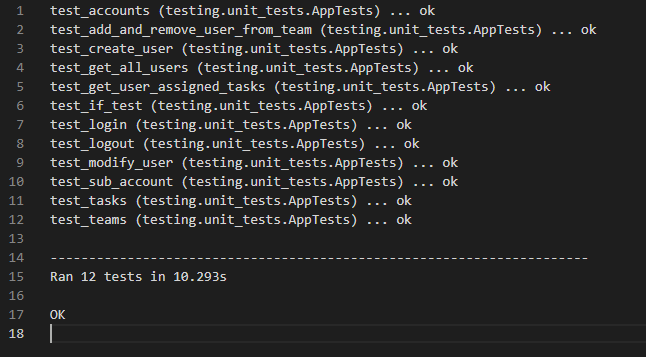 1 test_accounts (testing.unit_tests.AppTests) ... ok
2 test_add_and_remove_user_from_team (testing.unit_tests.AppTests) ... ok
3 test_create_user (testing.unit_tests.AppTests) ... ok
4 test_get_all_users (testing.unit_tests.AppTests) ... ok
5 test_get_user_assigned_tasks (testing.unit_tests.AppTests) ... ok
6 test_if_test (testing.unit_tests.AppTests) ... ok
7 test_login (testing.unit_tests.AppTests) ... ok
8 test_logout (testing.unit_tests.AppTests) ... ok
9 test_modify_user (testing.unit_tests.AppTests) ... ok
10 test_sub_account (testing.unit_tests.AppTests) ... ok
11 test_tasks (testing.unit_tests.AppTests) ... ok
12 test_teams (testing.unit_tests.AppTests) ... ok
13
14 ----------------------------------------------------------------------
15 Ran 12 tests in 10.293s
16
17 OK
18